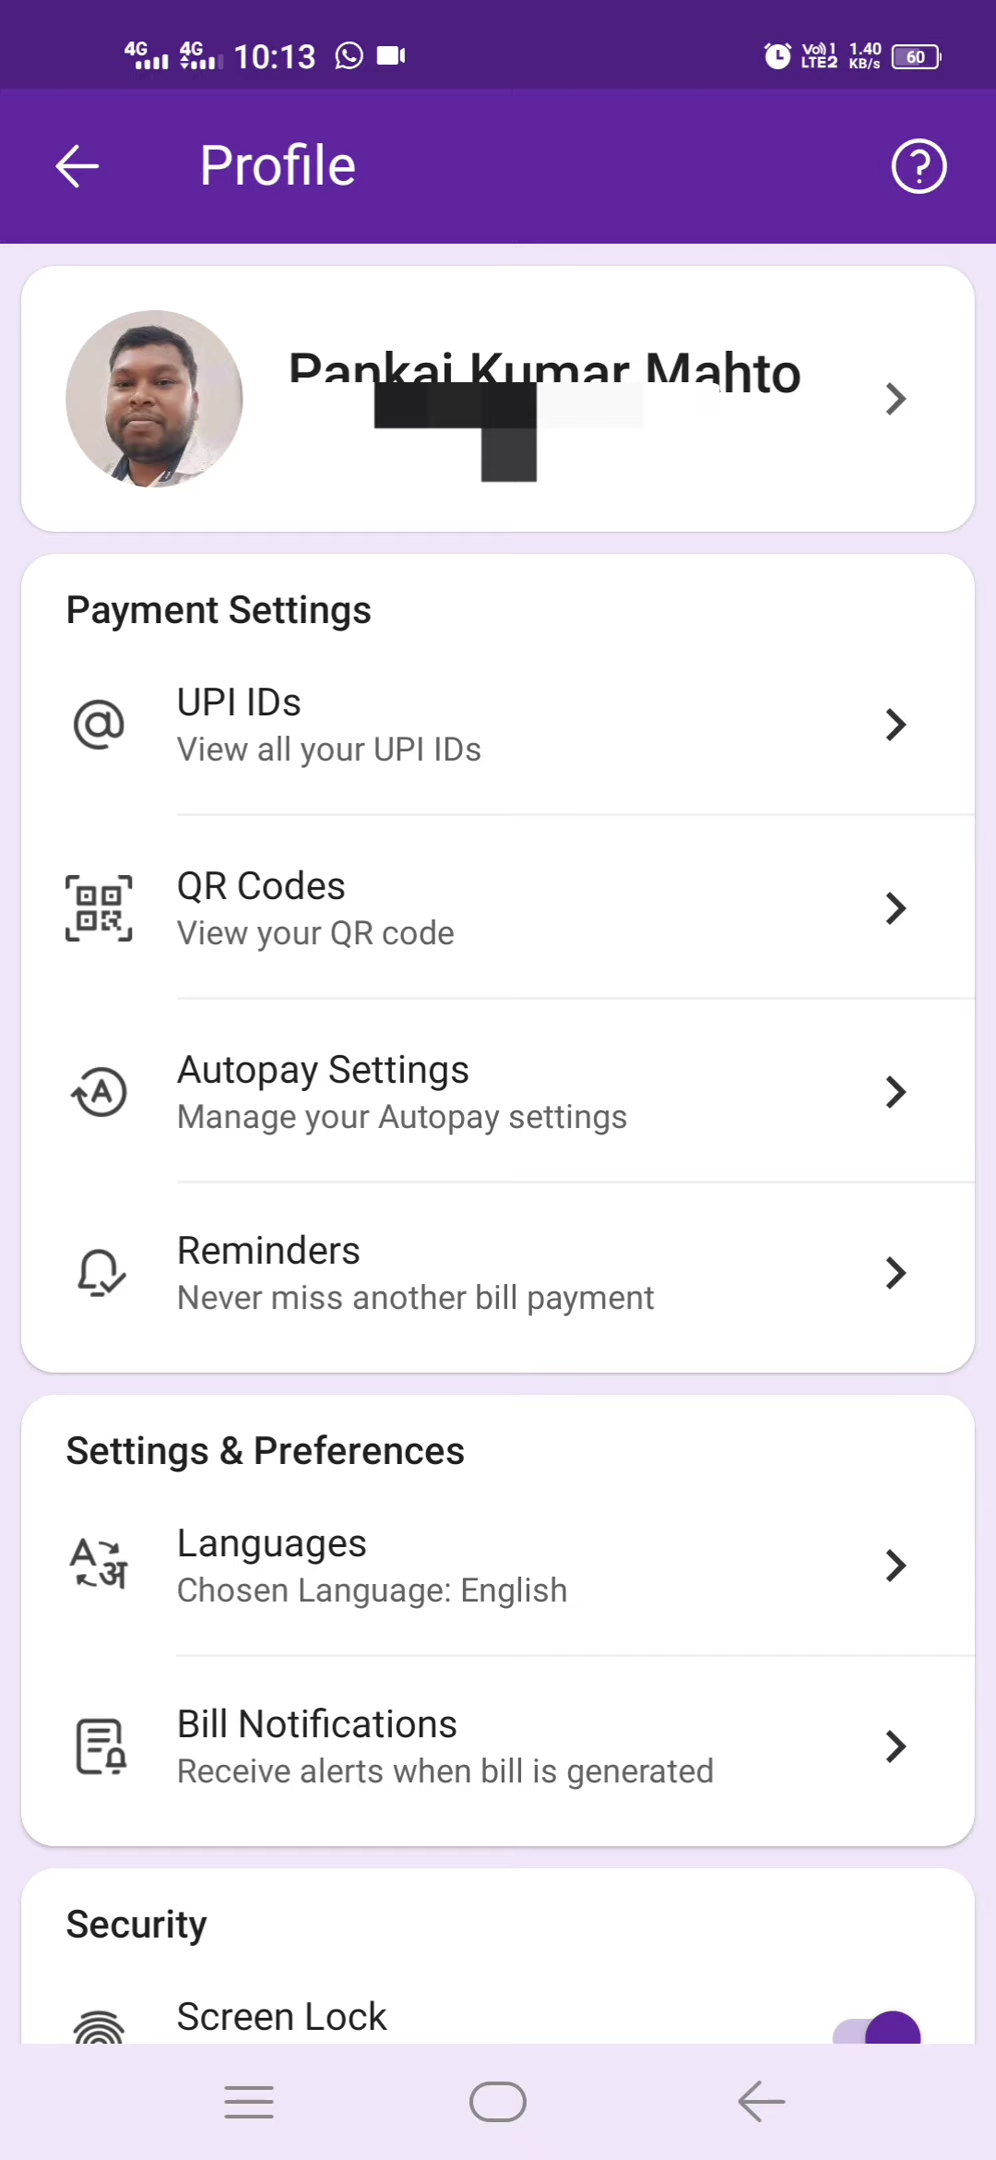 4G 4G 10:13 Vo)) 1 LTE2 1.40 KB/s 60
Profile
Pankaj Kumar Mahto
Payment Settings
UPI IDs
View all your UPI IDs
QR Codes
View your QR code
Autopay Settings
Manage your Autopay settings
Reminders
Never miss another bill payment
Settings & Preferences
Languages
Chosen Language: English
Bill Notifications
Receive alerts when bill is generated
Security
Screen Lock